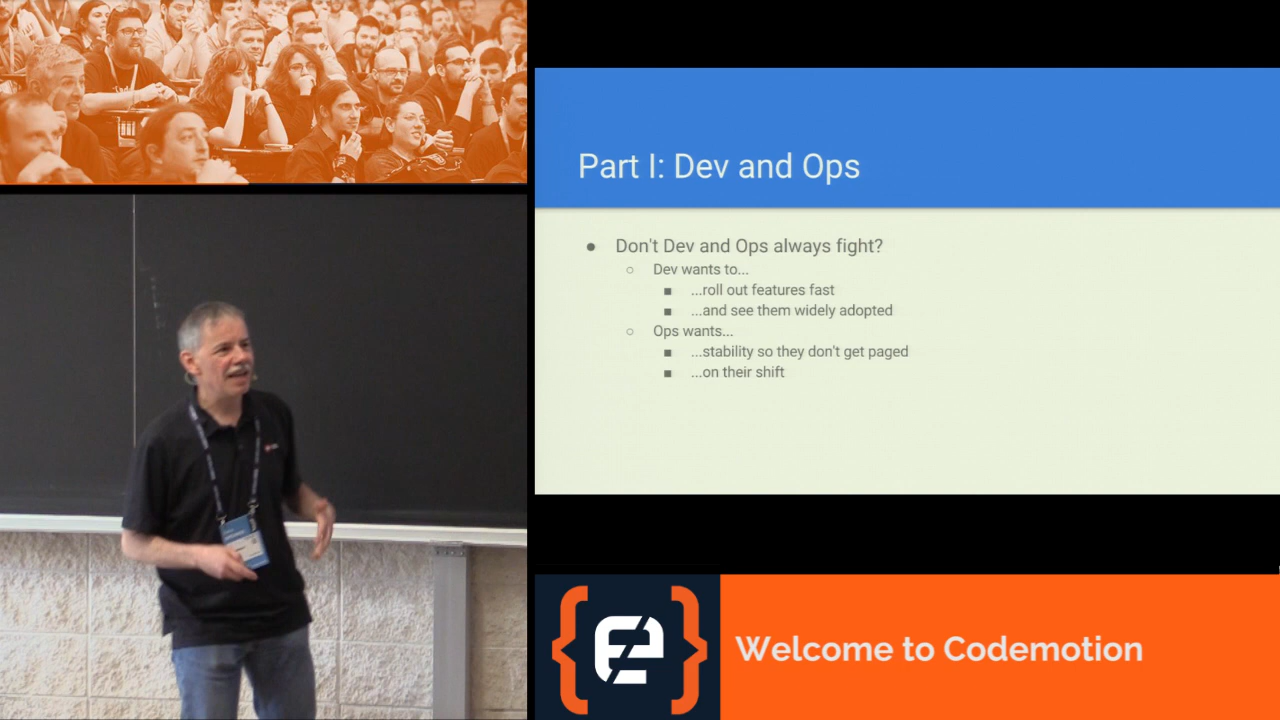 Part I: Dev and Ops
● Don't Dev and Ops always fight?
○ Dev wants to...
■ ...roll out features fast
■ ...and see them widely adopted
○ Ops wants...
■ ...stability so they don't get paged
■ ...on their shift
Welcome to Codemotion